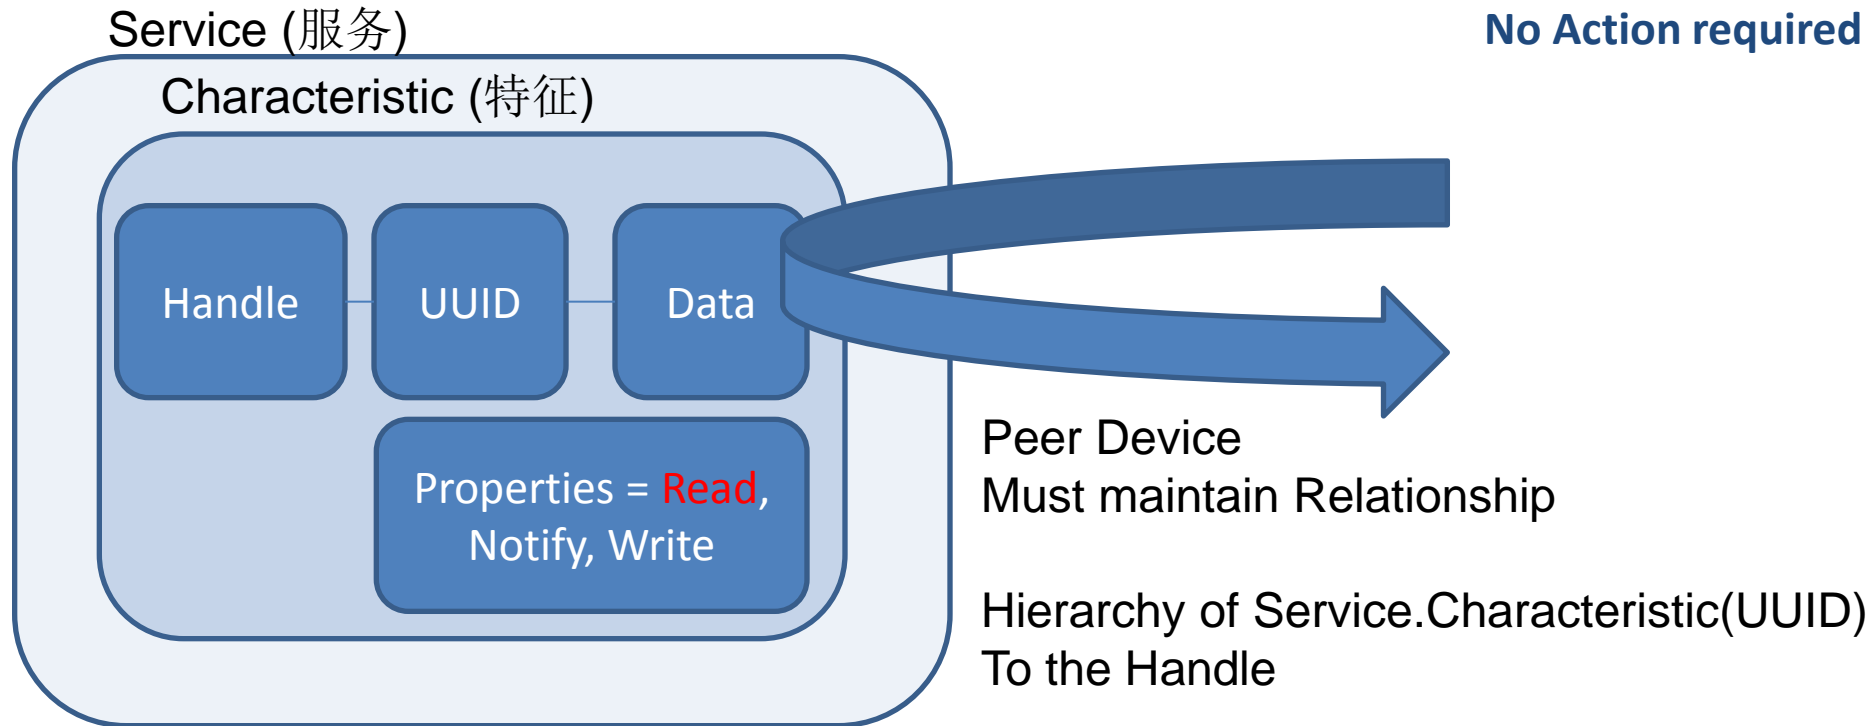 Service (服务)
No Action required
Characteristic (特征)
Handle
UUID
Data
Properties = Read,
Notify, Write
Peer Device
Must maintain Relationship
Hierarchy of Service.Characteristic(UUID)
To the Handle